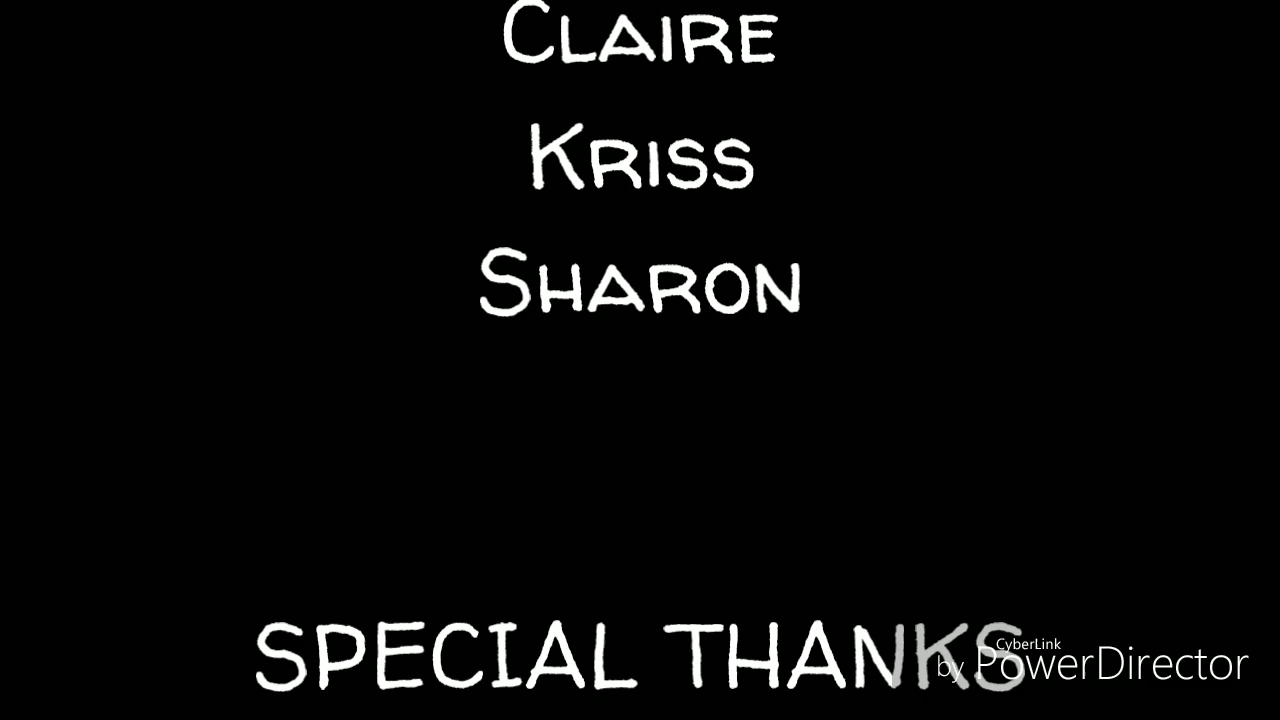 Claire
Kriss
Sharon
SPECIAL THANKS
CyberLink
by PowerDirector